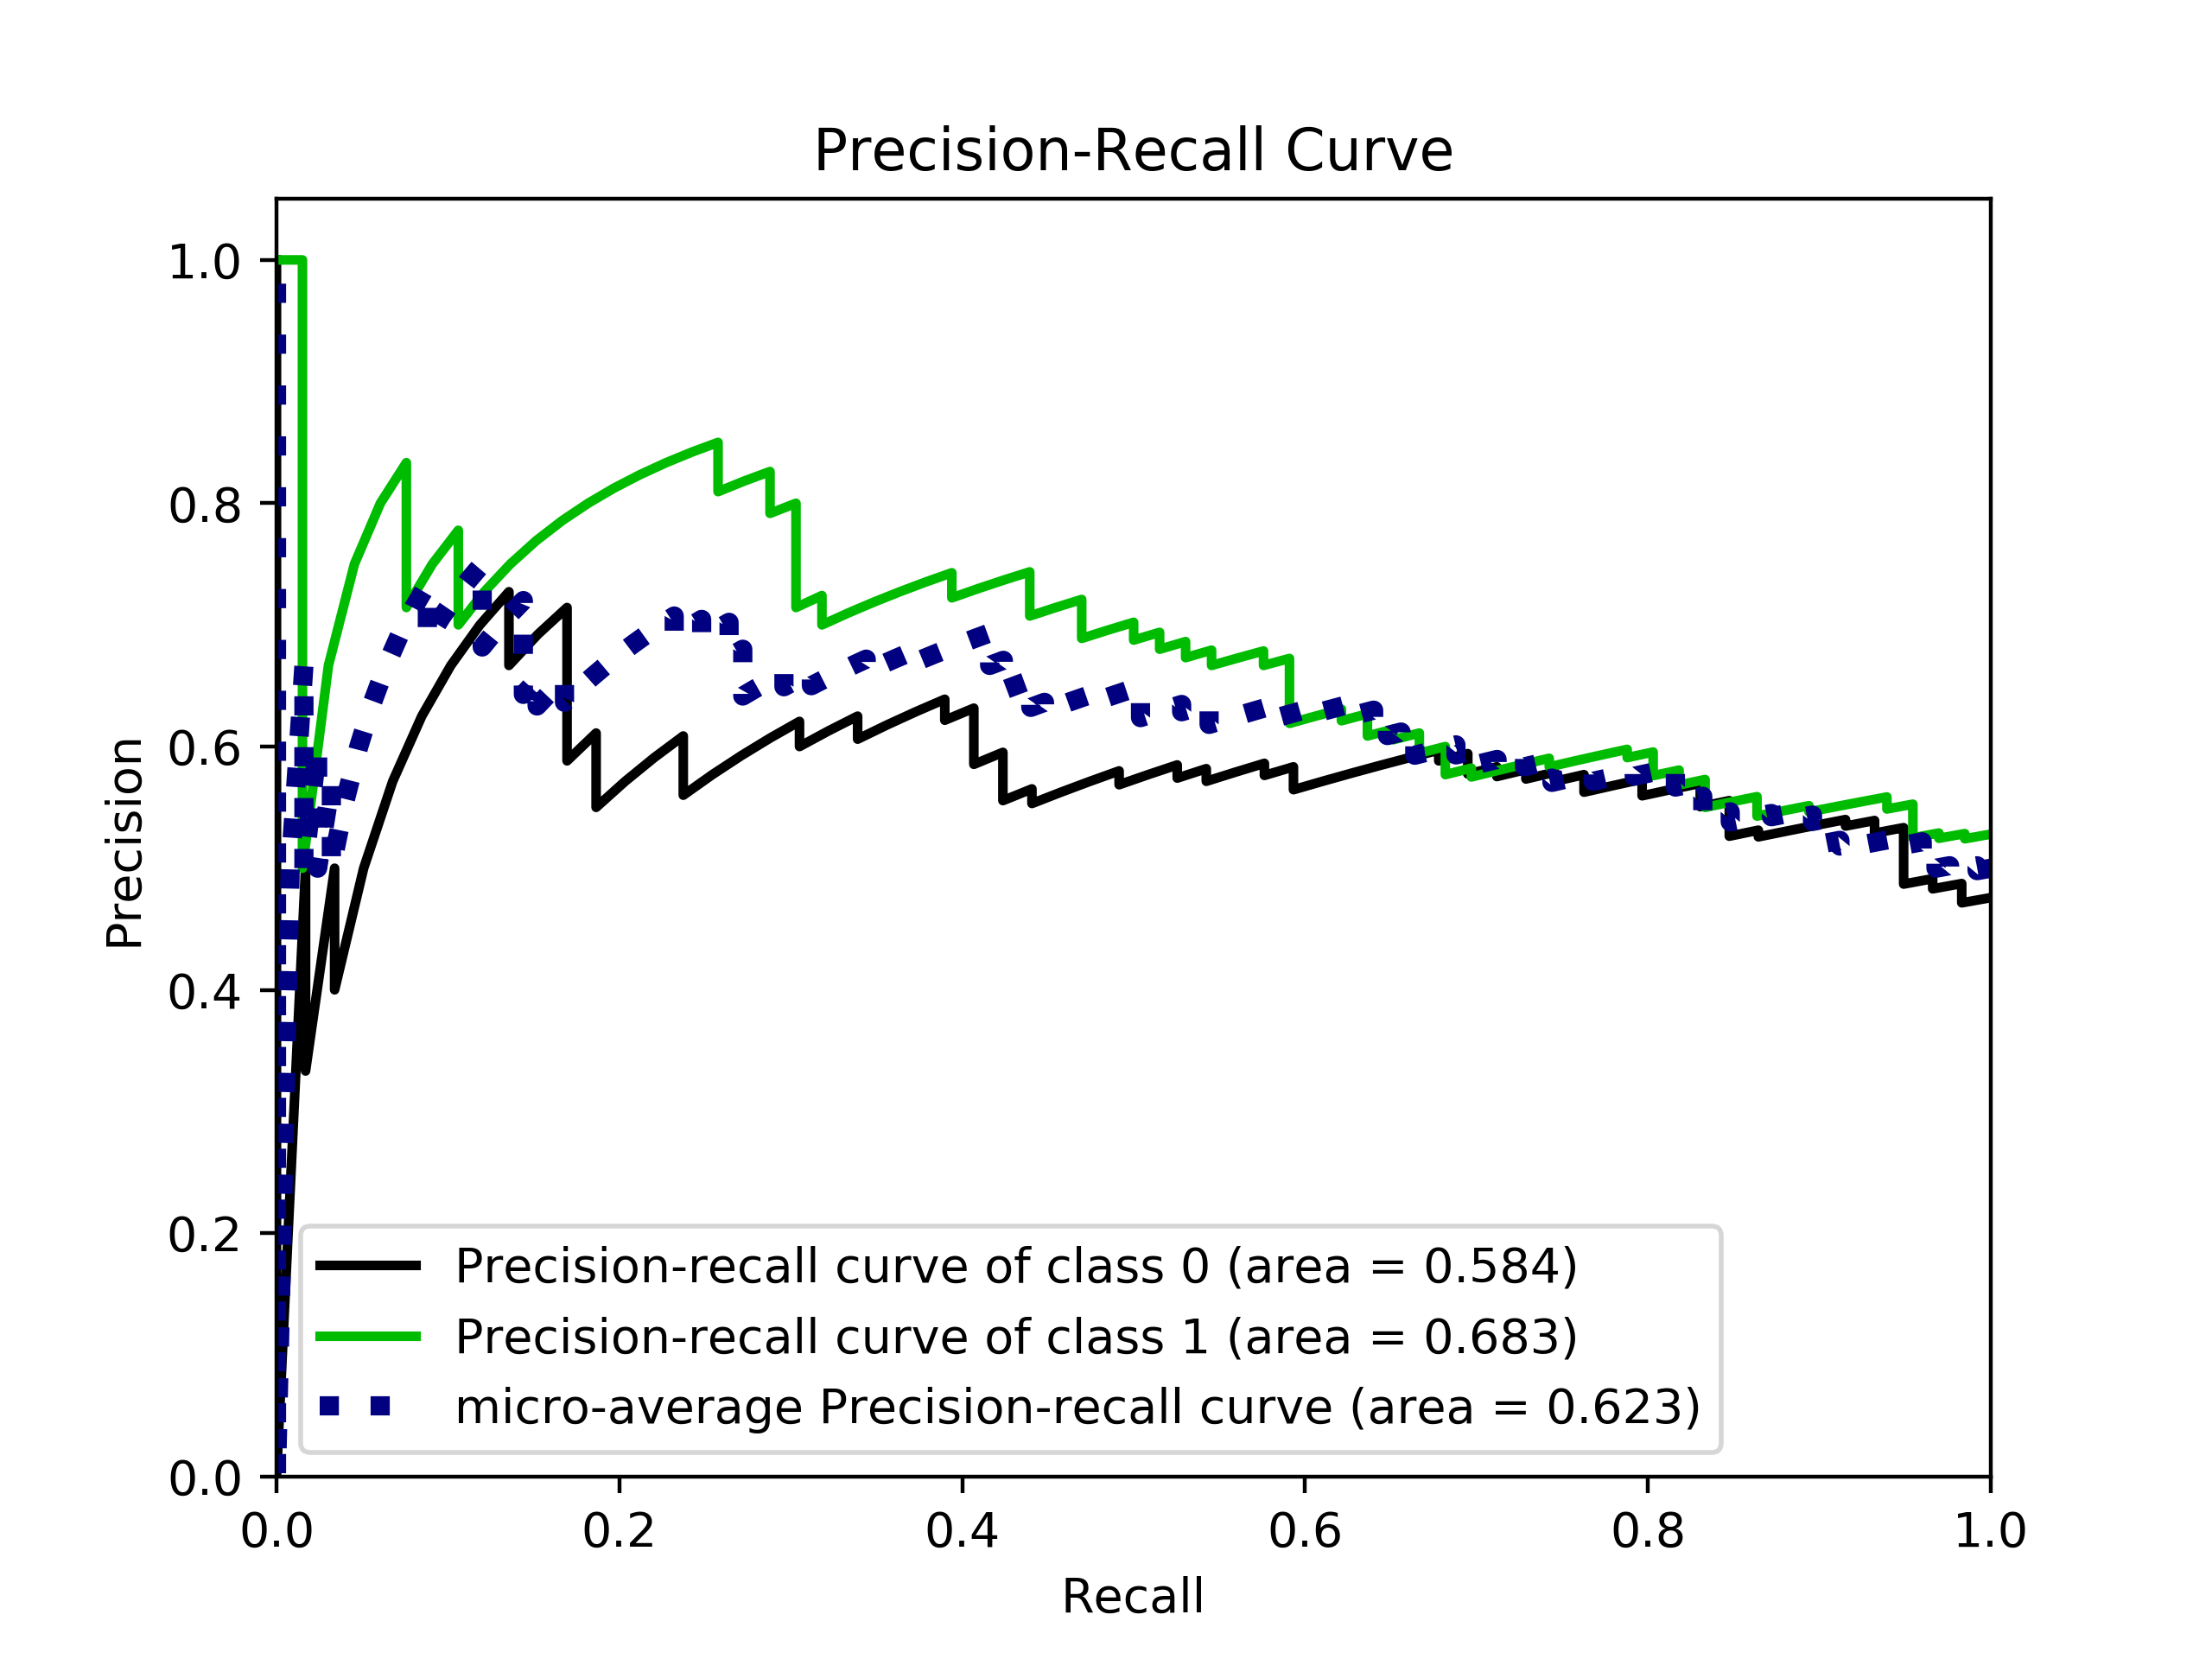 Precision-Recall Curve
1.0
0.8
0.6
0.4
0.2
0.0
Precision
Precision-recall curve of class 0 (area = 0.584)
Precision-recall curve of class 1 (area = 0.683)
micro-average Precision-recall curve (area = 0.623)
0.0 0.2 0.4 0.6 0.8 1.0
Recall